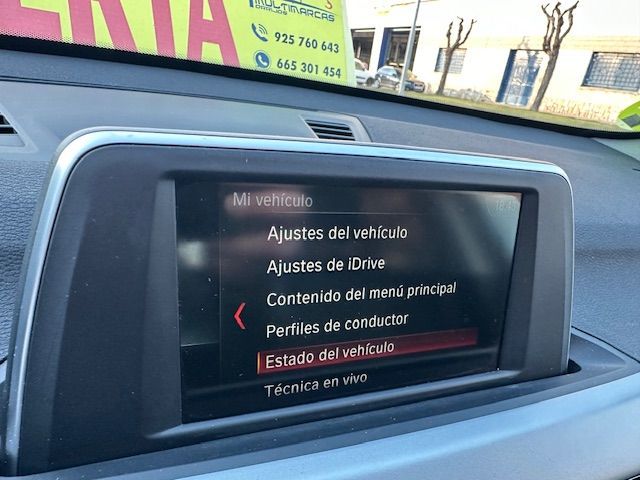 MULTIMARCAS
ERTA
925 760 643
665 301 454
Mi vehículo
Ajustes del vehículo
Ajustes de iDrive
Contenido del menú principal
Perfiles de conductor
Estado del vehículo
Técnica en vivo